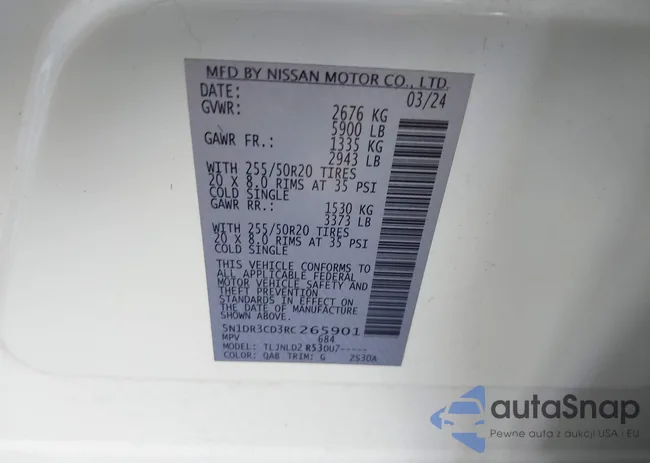 MFD BY NISSAN MOTOR CO., LTD.
DATE: 03/24
GVWR: 2676 KG
5900 LB
GAWR FR.: 1335 KG
2943 LB
WITH 255/50R20 TIRES
20 X 8.0 RIMS AT 35 PSI
COLD SINGLE
GAWR RR.: 1530 KG
3373 LB
WITH 255/50R20 TIRES
20 X 8.0 RIMS AT 35 PSI
COLD SINGLE
THIS VEHICLE CONFORMS TO
ALL APPLICABLE FEDERAL
MOTOR VEHICLE SAFETY AND
THEFT PREVENTION
STANDARDS IN EFFECT ON
THE DATE OF MANUFACTURE
SHOWN ABOVE.
5N1DR3CD3RC265901
MPV 684
MODEL: TLJNLDZ R53DU7-----
COLOR: QAB TRIM: G 2S30A
autaSnap
Pewne auta z aukcji USA i EU